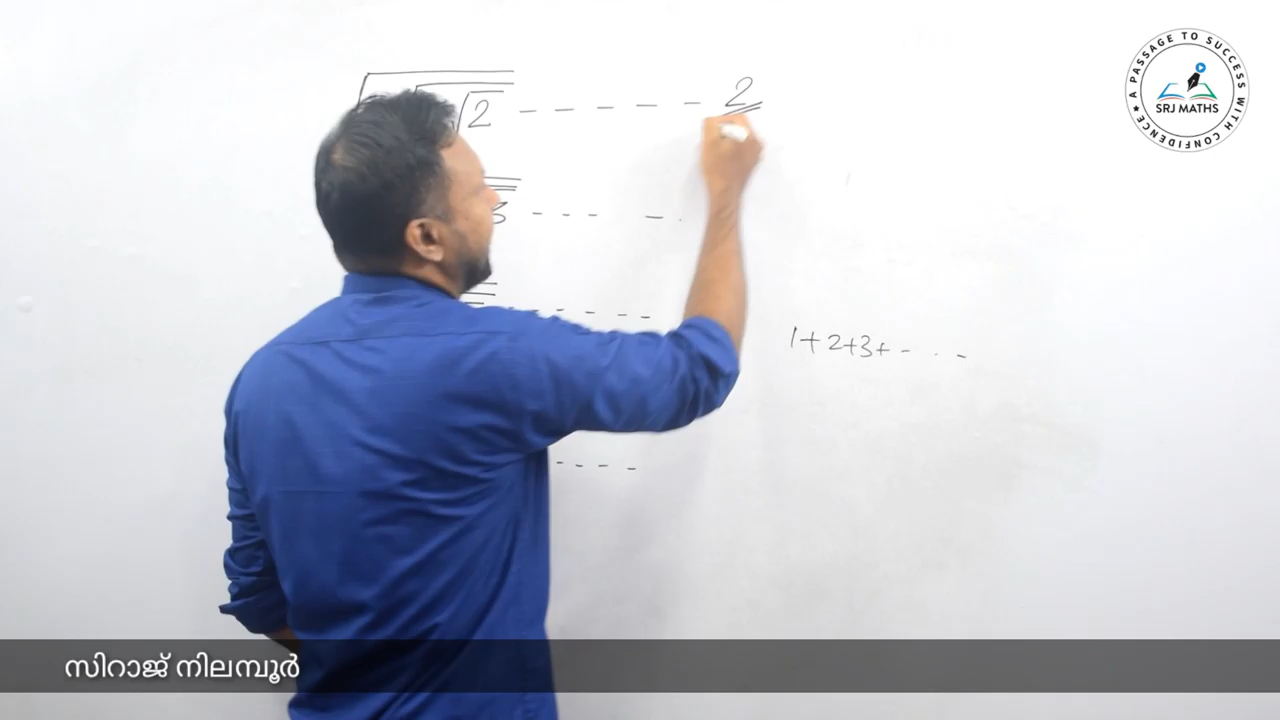 √2 - - - - - 2
3 - - - - .
- - - -
1+2+3+ - . . -
- - - -
A PASSAGE TO SUCCESS
WITH CONFIDENCE
SRJ MATHS
സിറാജ് നിലമ്പൂർ